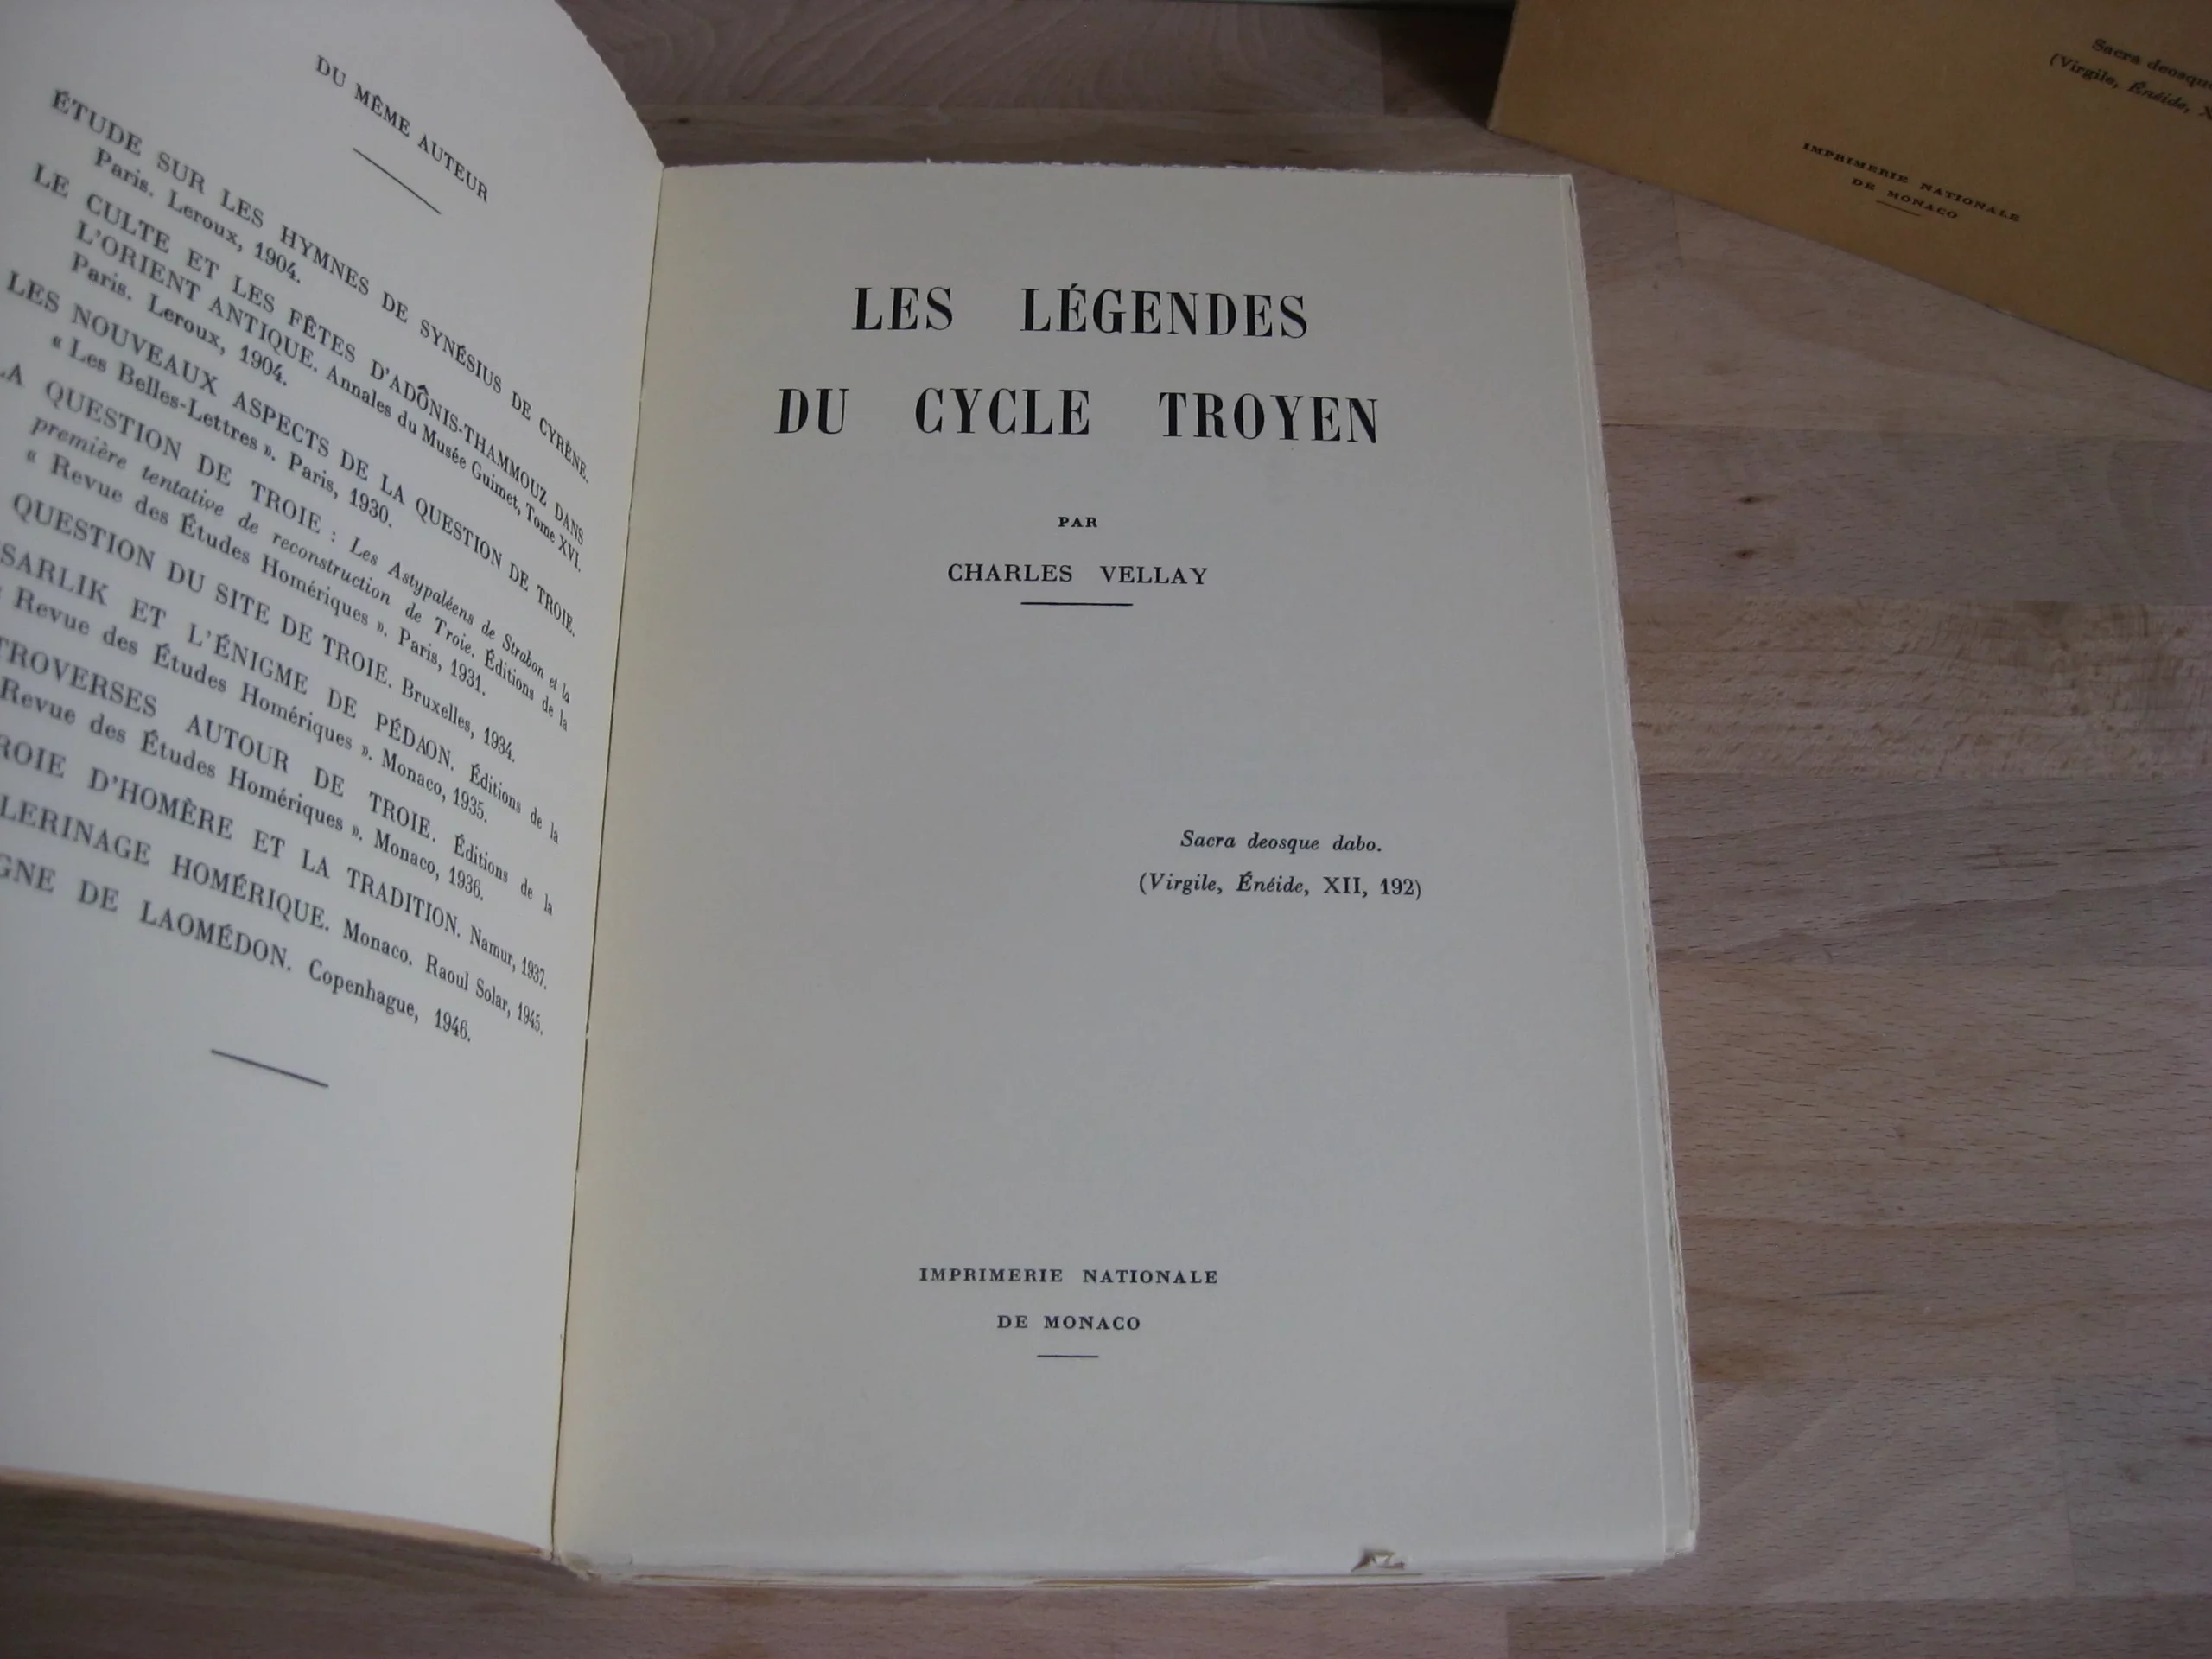 DU MÊME AUTEUR
ÉTUDE SUR LES HYMNES DE SYNÉSIUS DE CYRÈNE.
Paris. Leroux, 1904.
LE CULTE ET LES FÊTES D'ADÔNIS-THAMMOUZ DANS
L'ORIENT ANTIQUE. Annales du Musée Guimet, Tome XVI.
Paris. Leroux, 1904.
LES NOUVEAUX ASPECTS DE LA QUESTION DE TROIE.
« Les Belles-Lettres ». Paris, 1930.
LA QUESTION DE TROIE : Les Astypaléens de Strabon et la
première tentative de reconstruction de Troie. Éditions de la
« Revue des Études Homériques ». Paris, 1931.
QUESTION DU SITE DE TROIE. Bruxelles, 1934.
SARLIK ET L'ÉNIGME DE PÉDAON. Éditions de la
« Revue des Études Homériques ». Monaco, 1935.
TROVERSES AUTOUR DE TROIE. Éditions de la
Revue des Études Homériques ». Monaco, 1936.
ROIE D'HOMÈRE ET LA TRADITION. Namur, 1937.
LERINAGE HOMÉRIQUE. Monaco. Raoul Solar, 1945.
GNE DE LAOMÉDON. Copenhague, 1946.
LES LÉGENDES
DU CYCLE TROYEN
PAR
CHARLES VELLAY
Sacra deosque dabo.
(Virgile, Énéide, XII, 192)
IMPRIMERIE NATIONALE
DE MONACO
Sacra deosque
(Virgile, Énéide, X
IMPRIMERIE NATIONALE
DE MONACO